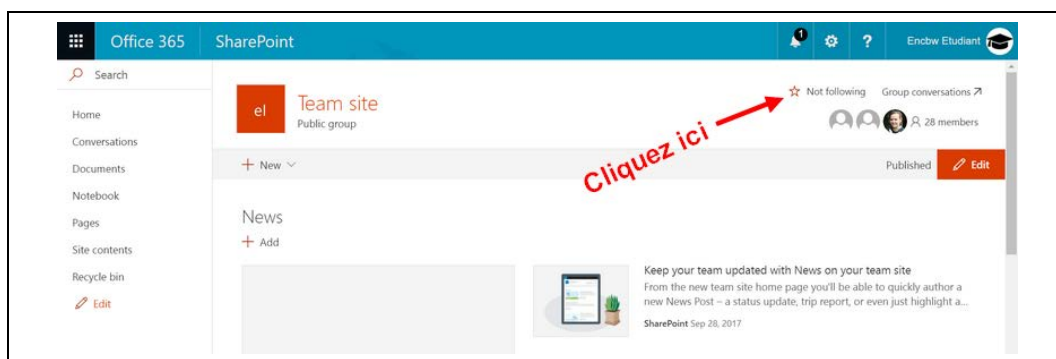 Office 365 SharePoint 1 ? Encbw Etudiant
Search
Home
Conversations
Documents
Notebook
Pages
Site contents
Recycle bin
Edit
el
Team site
Public group
Not following Group conversations
28 members
Cliquez ici
+ New
Published Edit
News
+ Add
Keep your team updated with News on your team site
From the new team site home page you'll be able to quickly author a
new News Post – a status update, trip report, or even just highlight a...
SharePoint Sep 28, 2017